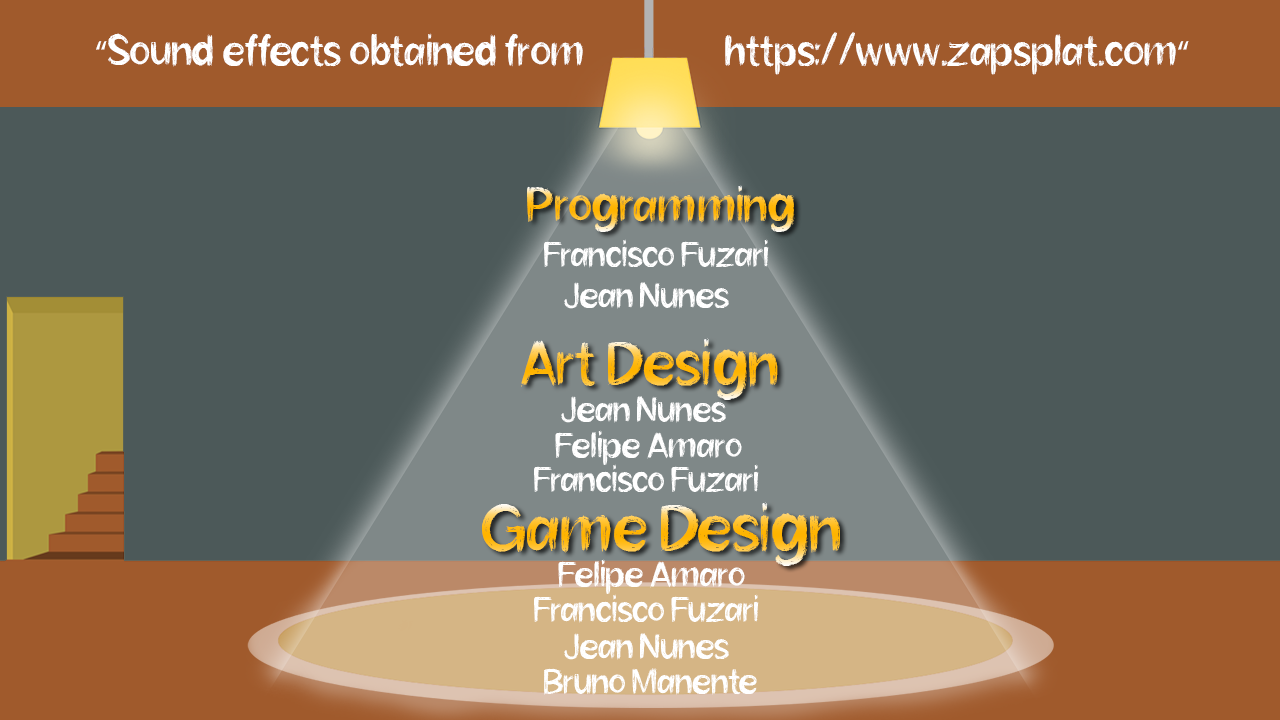 “Sound effects obtained from https://www.zapsplat.com“
Programming
Francisco Fuzari
Jean Nunes
Art Design
Jean Nunes
Felipe Amaro
Francisco Fuzari
Game Design
Felipe Amaro
Francisco Fuzari
Jean Nunes
Bruno Manente